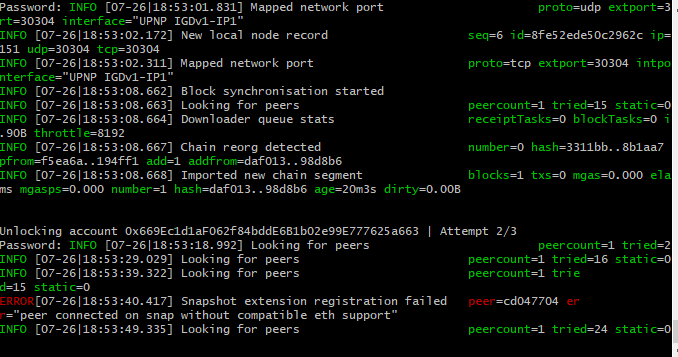 Password: INFO [07-26|18:53:01.831] Mapped network port proto=udp extport=3
rt=30304 interface="UPNP IGDv1-IP1"
INFO [07-26|18:53:02.172] New local node record seq=6 id=8fe52ede50c2962c ip=
151 udp=30304 tcp=30304
INFO [07-26|18:53:02.311] Mapped network port proto=tcp extport=30304 intpo
nterface="UPNP IGDv1-IP1"
INFO [07-26|18:53:08.662] Block synchronisation started
INFO [07-26|18:53:08.663] Looking for peers peercount=1 tried=15 static=0
INFO [07-26|18:53:08.664] Downloader queue stats receiptTasks=0 blockTasks=0 i
.90B throttle=8192
INFO [07-26|18:53:08.667] Chain reorg detected number=0 hash=3311bb..8b1aa7
pfrom=f5ea6a..194ff1 add=1 addfrom=daf013..98d8b6
INFO [07-26|18:53:08.668] Imported new chain segment blocks=1 txs=0 mgas=0.000 ela
ms mgasps=0.000 number=1 hash=daf013..98d8b6 age=20m3s dirty=0.00B
Unlocking account 0x669Ec1d1aF062f84bddE6B1b02e99E777625a663 | Attempt 2/3
Password: INFO [07-26|18:53:18.992] Looking for peers peercount=1 tried=2
INFO [07-26|18:53:29.029] Looking for peers peercount=1 tried=16 static=0
INFO [07-26|18:53:39.322] Looking for peers peercount=1 trie
d=15 static=0
ERROR[07-26|18:53:40.417] Snapshot extension registration failed peer=cd047704 er
r="peer connected on snap without compatible eth support"
INFO [07-26|18:53:49.335] Looking for peers peercount=1 tried=24 static=0